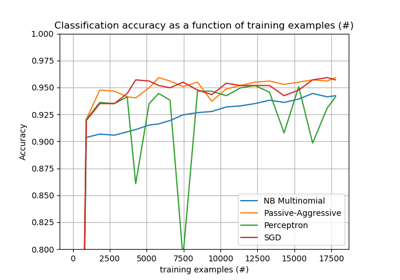 Classification accuracy as a function of training examples (#)
1.000
0.975
0.950
0.925
0.900
0.875
0.850
0.825
0.800
Accuracy
NB Multinomial
Passive-Aggressive
Perceptron
SGD
0 2500 5000 7500 10000 12500 15000 17500
training examples (#)